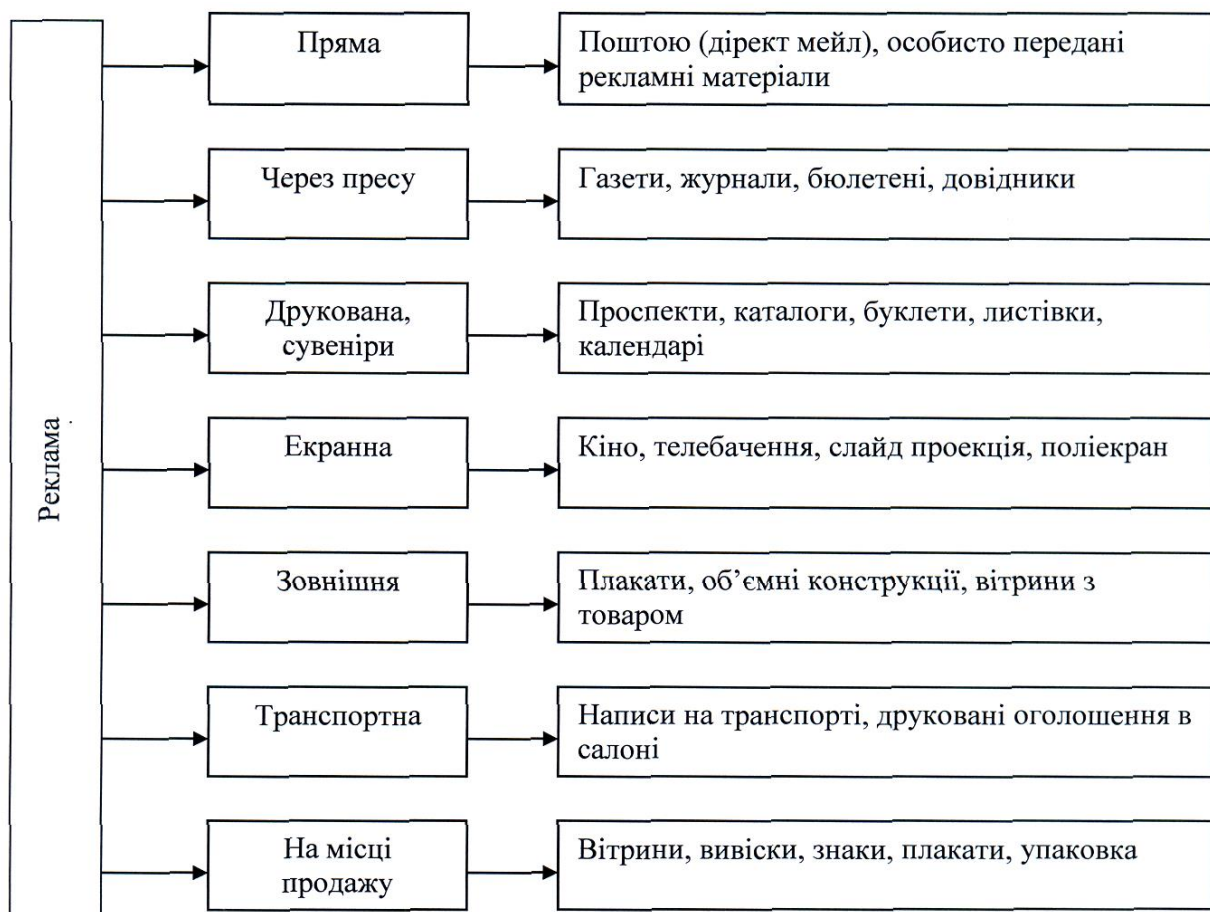 Реклама
Пряма
Поштою (дірект мейл), особисто передані
рекламні матеріали
Через пресу
Газети, журнали, бюлетені, довідники
Друкована,
сувеніри
Проспекти, каталоги, буклети, листівки,
календарі
Екранна
Кіно, телебачення, слайд проекція, поліекран
Зовнішня
Плакати, об’ємні конструкції, вітрини з
товаром
Транспортна
Написи на транспорті, друковані оголошення в
салоні
На місці
продажу
Вітрини, вивіски, знаки, плакати, упаковка